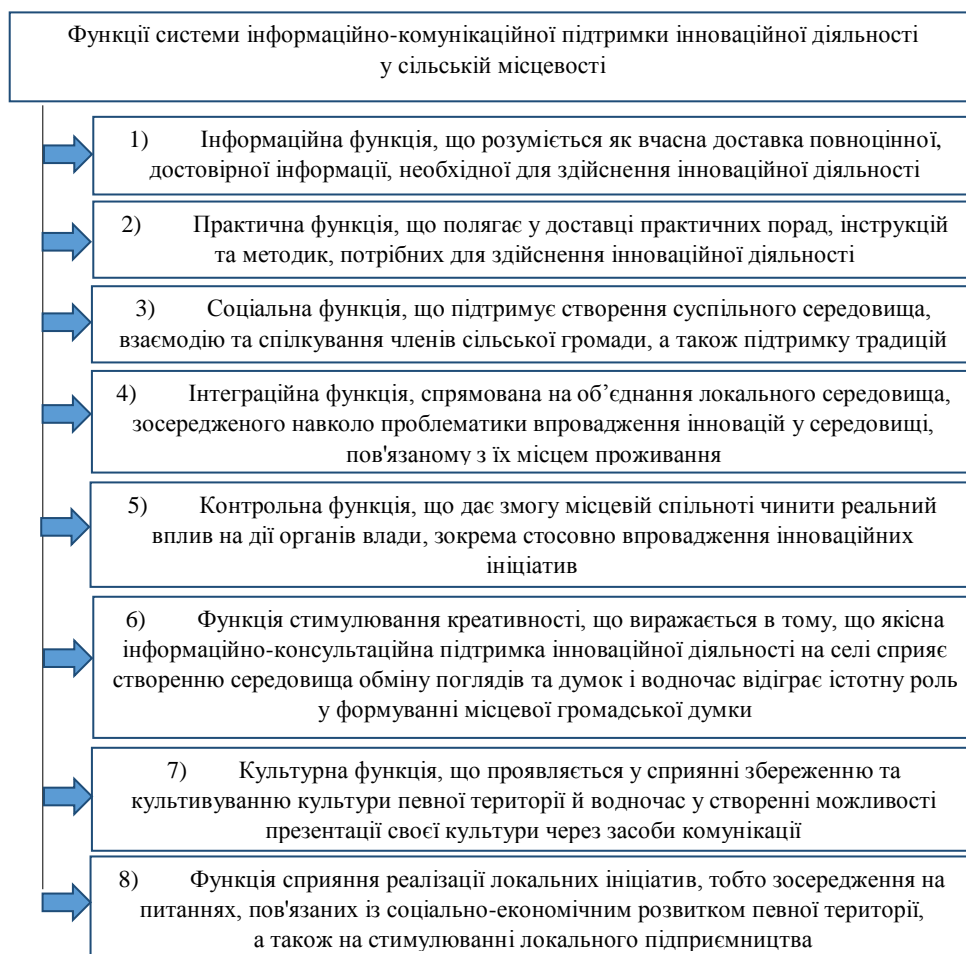 Функції системи інформаційно-комунікаційної підтримки інноваційної діяльності
у сільській місцевості
1) Інформаційна функція, що розуміється як вчасна доставка повноцінної,
достовірної інформації, необхідної для здійснення інноваційної діяльності
2) Практична функція, що полягає у доставці практичних порад, інструкцій
та методик, потрібних для здійснення інноваційної діяльності
3) Соціальна функція, що підтримує створення суспільного середовища,
взаємодію та спілкування членів сільської громади, а також підтримку традицій
4) Інтеграційна функція, спрямована на об’єднання локального середовища,
зосередженого навколо проблематики впровадження інновацій у середовищі,
пов'язаному з їх місцем проживання
5) Контрольна функція, що дає змогу місцевій спільноті чинити реальний
вплив на дії органів влади, зокрема стосовно впровадження інноваційних
ініціатив
6) Функція стимулювання креативності, що виражається в тому, що якісна
інформаційно-консультаційна підтримка інноваційної діяльності на селі сприяє
створенню середовища обміну поглядів та думок і водночас відіграє істотну роль
у формуванні місцевої громадської думки
7) Культурна функція, що проявляється у сприянні збереженню та
культивуванню культури певної території й водночас у створенні можливості
презентації своєї культури через засоби комунікації
8) Функція сприяння реалізації локальних ініціатив, тобто зосередження на
питаннях, пов'язаних із соціально-економічним розвитком певної території,
а також на стимулюванні локального підприємництва